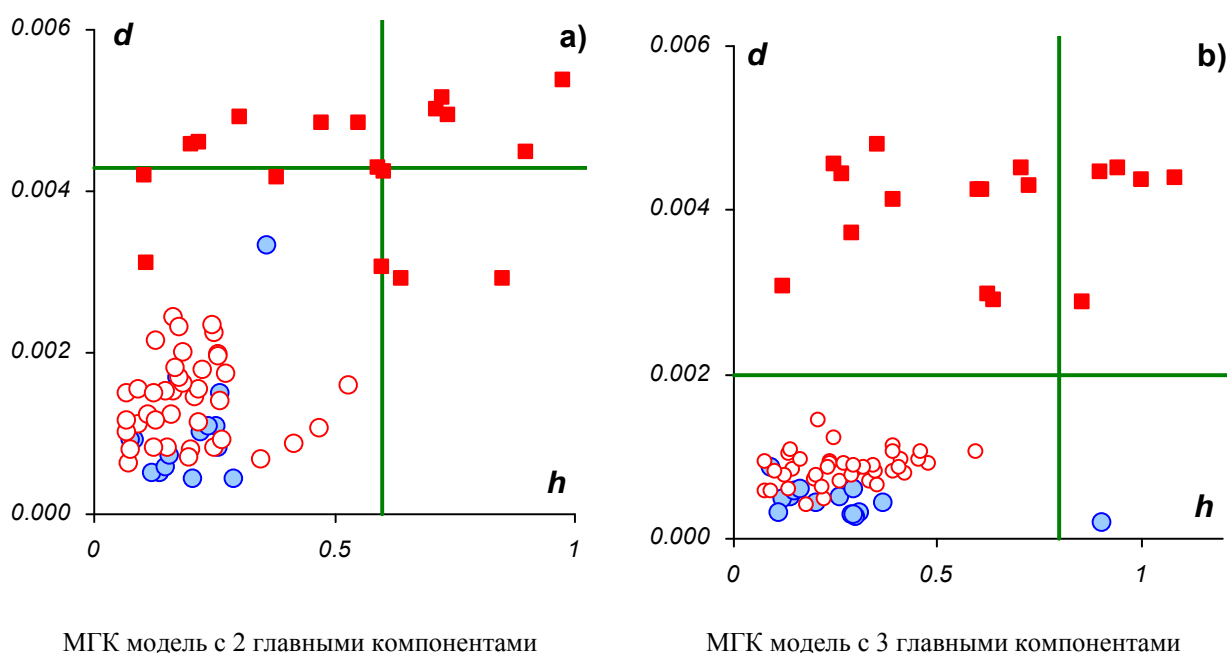 0.006
d
a)
0.004
0.002
0.000
h
0
0.5
1
МГК модель с 2 главными компонентами
0.006
d
b)
0.004
0.002
0.000
h
0
0.5
1
МГК модель с 3 главными компонентами